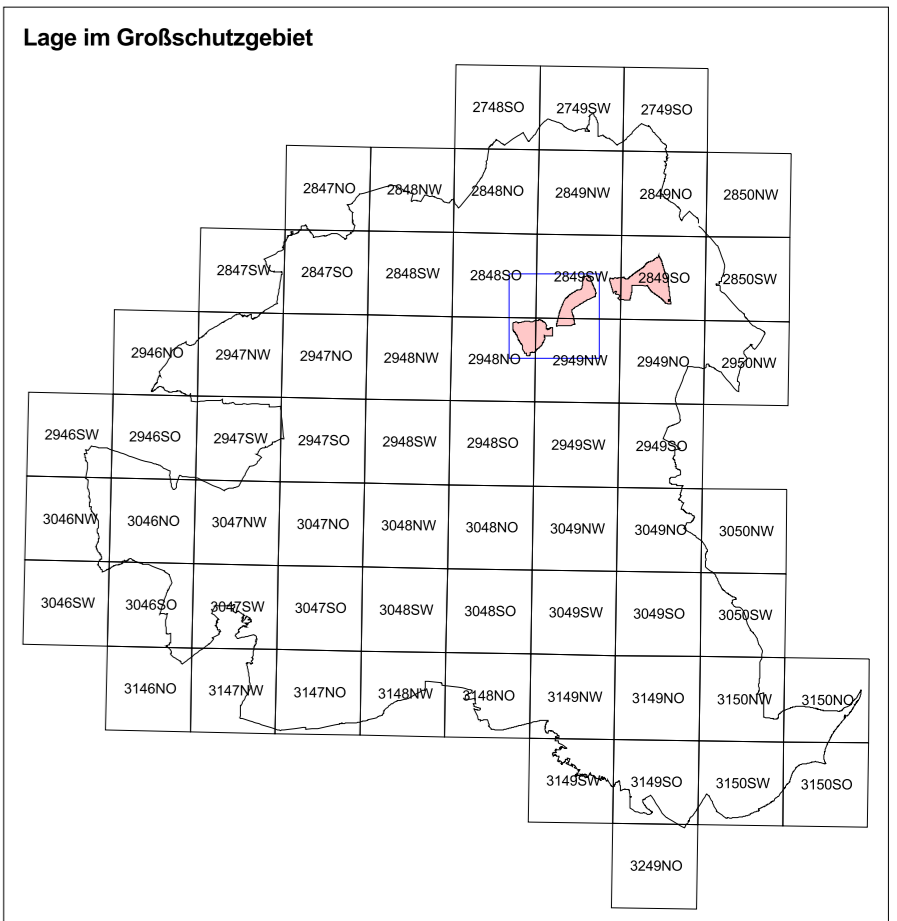 Lage im Großschutzgebiet
2748SO 2749SW 2749SO
2847NO 2848NW 2848NO 2849NW 2849NO 2850NW
2847SW 2847SO 2848SW 2848SO 2849SW 2849SO 2850SW
2946NO 2947NW 2947NO 2948NW 2948NO 2949NW 2949NO 2950NW
2946SW 2946SO 2947SW 2947SO 2948SW 2948SO 2949SW 2949SO
3046NW 3046NO 3047NW 3047NO 3048NW 3048NO 3049NW 3049NO 3050NW
3046SW 3046SO 3047SW 3047SO 3048SW 3048SO 3049SW 3049SO 3050SW
3146NO 3147NW 3147NO 3148NW 3148NO 3149NW 3149NO 3150NW 3150NO
3149SW 3149SO 3150SW 3150SO
3249NO